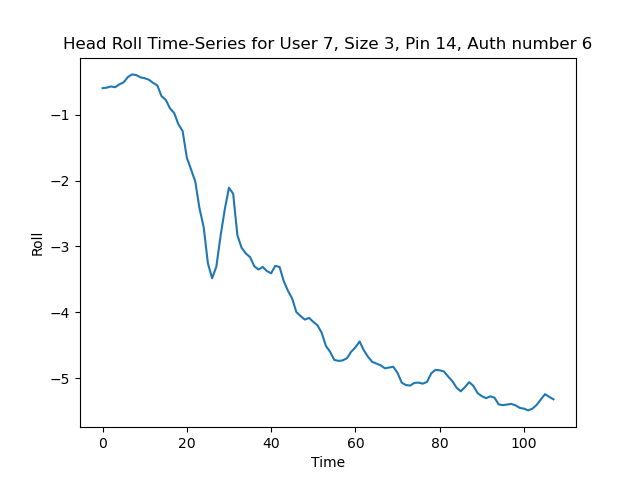 Head Roll Time-Series for User 7, Size 3, Pin 14, Auth number 6
−1
−2
−3
−4
−5
Roll
0 20 40 60 80 100
Time